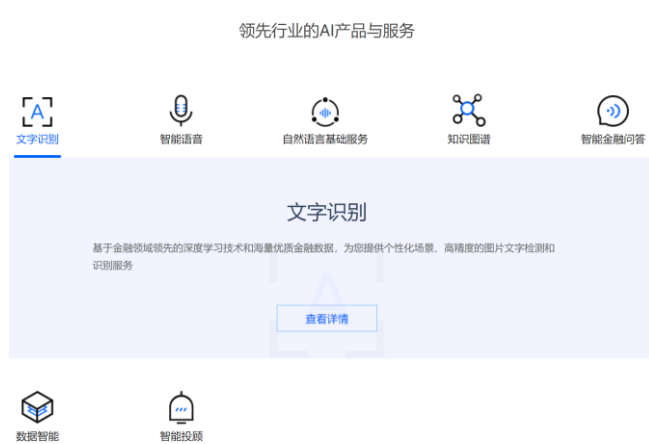 领先行业的AI产品与服务
文字识别 智能语音 自然语言基础服务 知识图谱 智能金融问答
文字识别
基于金融领域领先的深度学习技术和海量优质金融数据，为您提供个性化场景、高精度的图片文字检测和
识别服务
查看详情
数据智能 智能投顾